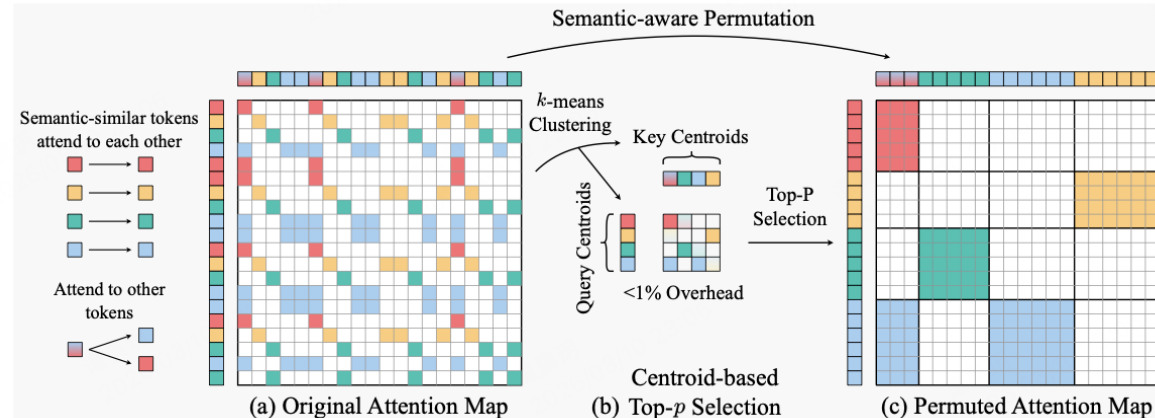 Semantic-aware Permutation
Semantic-similar tokens
attend to each other
Attend to other
tokens
k-means
Clustering
Key Centroids
Query Centroids
<1% Overhead
Top-P
Selection
(a) Original Attention Map
(b) Centroid-based
Top-p Selection
(c) Permuted Attention Map